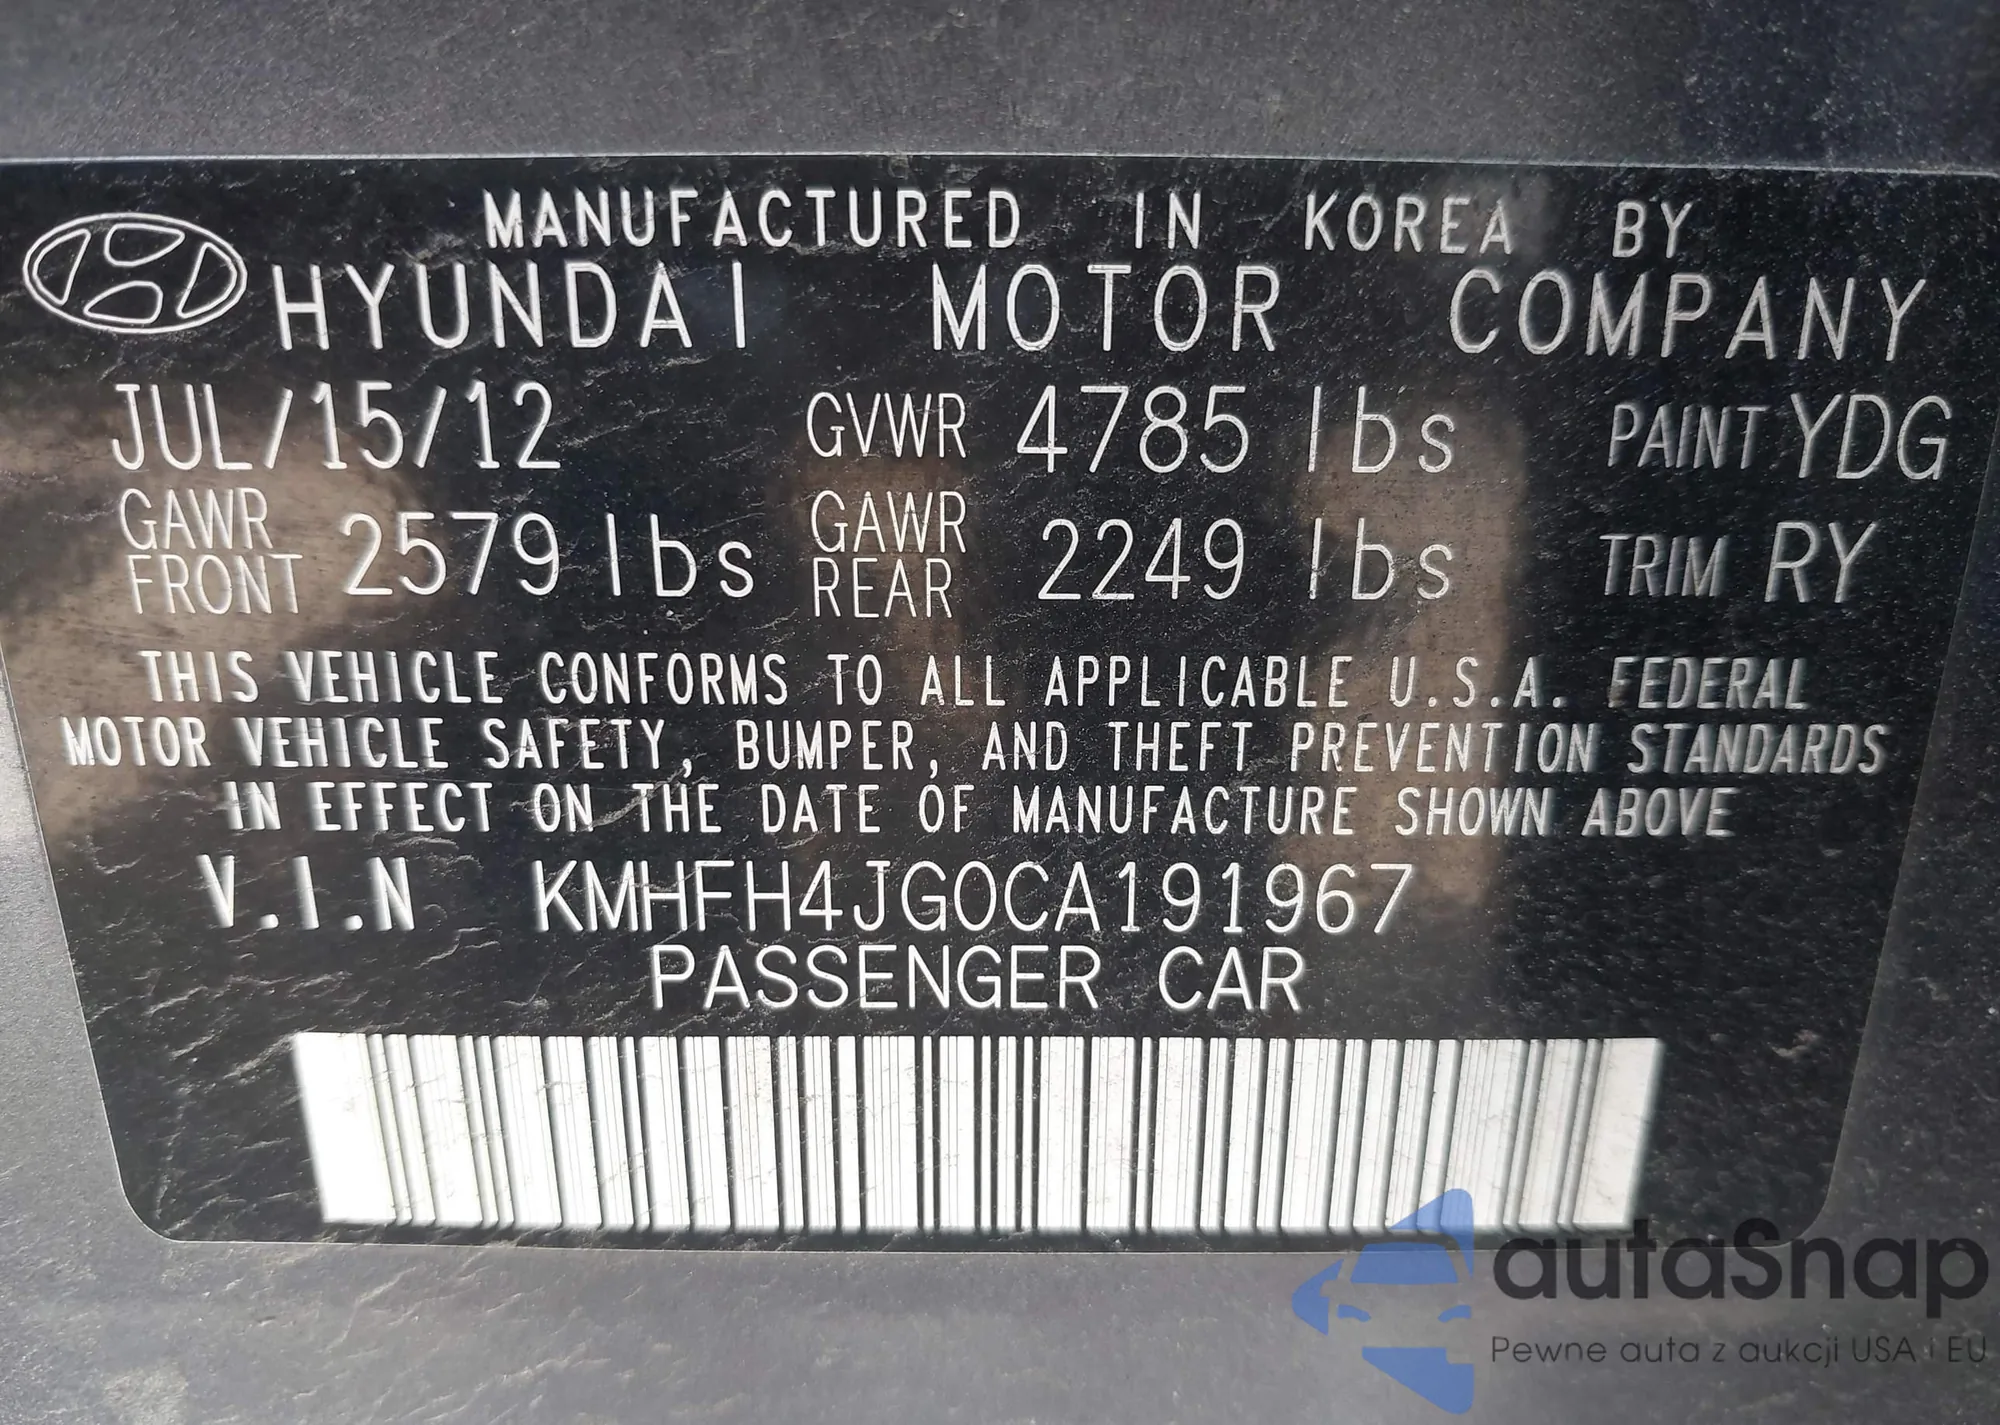 MANUFACTURED IN KOREA BY
HYUNDAI MOTOR COMPANY
JUL/15/12 GVWR 4785 lbs PAINT YDG
GAWR FRONT 2579 lbs GAWR REAR 2249 lbs TRIM RY
THIS VEHICLE CONFORMS TO ALL APPLICABLE U.S.A. FEDERAL
MOTOR VEHICLE SAFETY, BUMPER, AND THEFT PREVENTION STANDARDS
IN EFFECT ON THE DATE OF MANUFACTURE SHOWN ABOVE
V.I.N KMHFH4JG0CA191967
PASSENGER CAR
autaSnap
Pewne auta z aukcji USA i EU